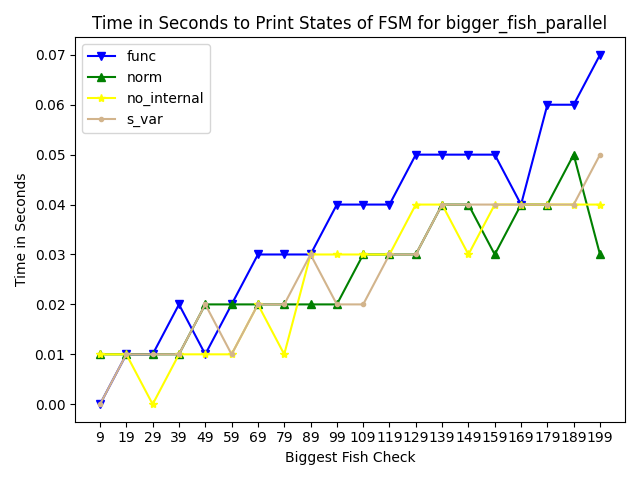 Time in Seconds to Print States of FSM for bigger_fish_parallel
func
norm
no_internal
s_var
0.07
0.06
0.05
0.04
0.03
0.02
0.01
0.00
Time in Seconds
9 19 29 39 49 59 69 79 89 99 109 119 129 139 149 159 169 179 189 199
Biggest Fish Check